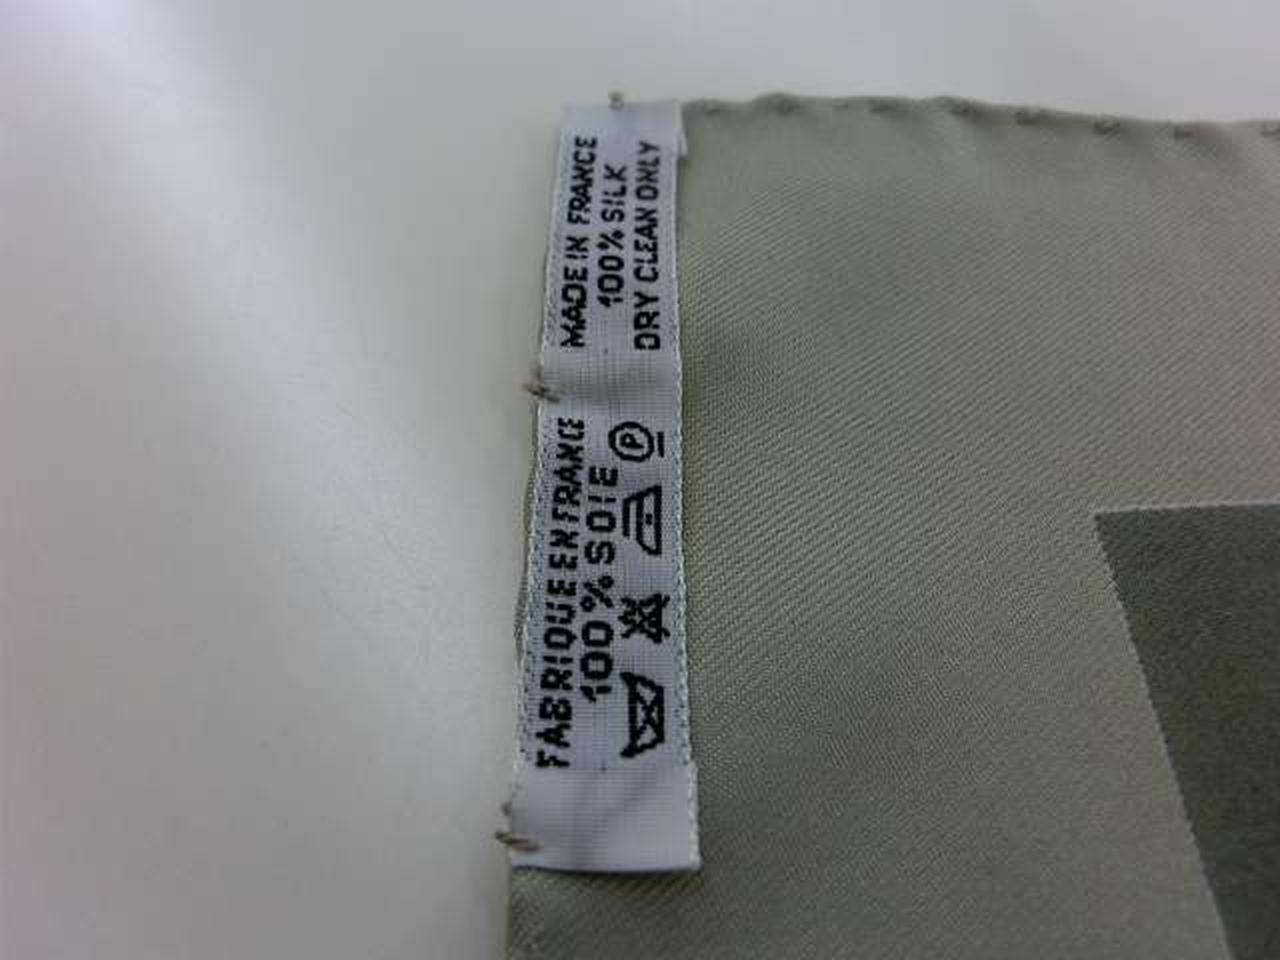 FABRIQUE EN FRANCE
100% SOIE
P
MADE IN FRANCE
100% SILK
DRY CLEAN ONLY